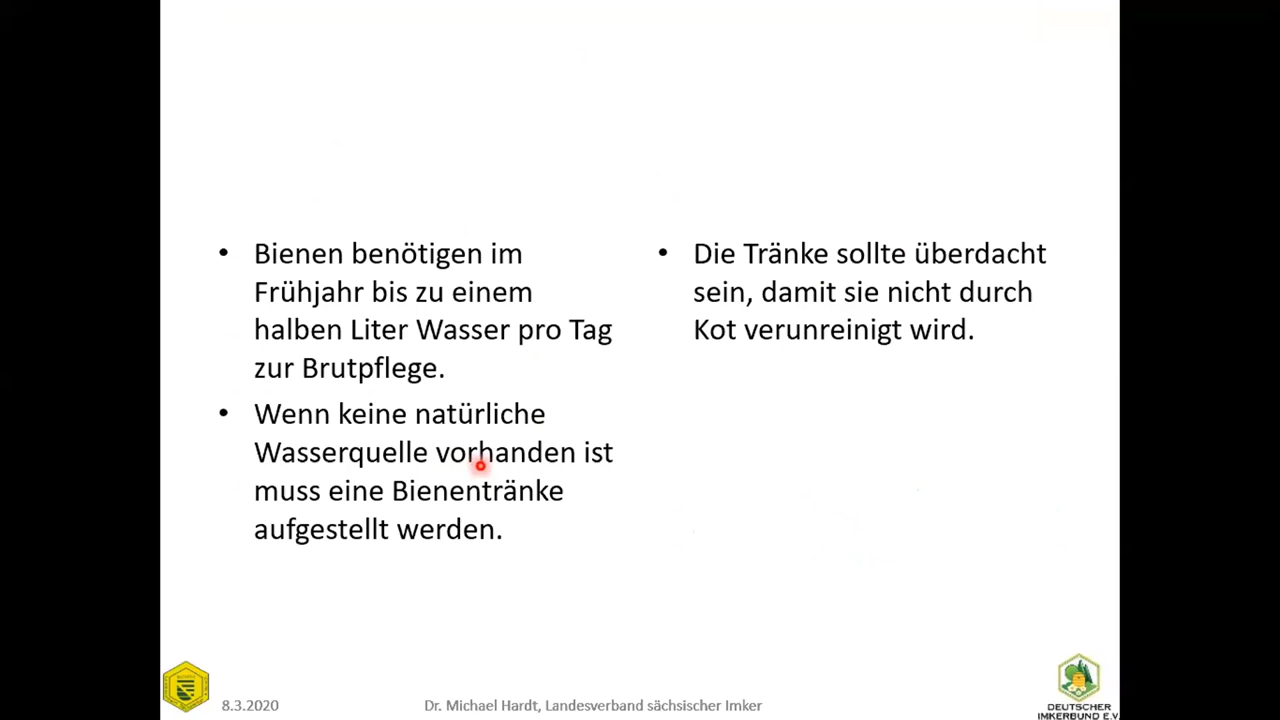 • Bienen benötigen im
Frühjahr bis zu einem
halben Liter Wasser pro Tag
zur Brutpflege.
• Wenn keine natürliche
Wasserquelle vorhanden ist
muss eine Bienentränke
aufgestellt werden.
• Die Tränke sollte überdacht
sein, damit sie nicht durch
Kot verunreinigt wird.
8.3.2020
Dr. Michael Hardt, Landesverband sächsischer Imker
DEUTSCHER
IMKERBUND E.V